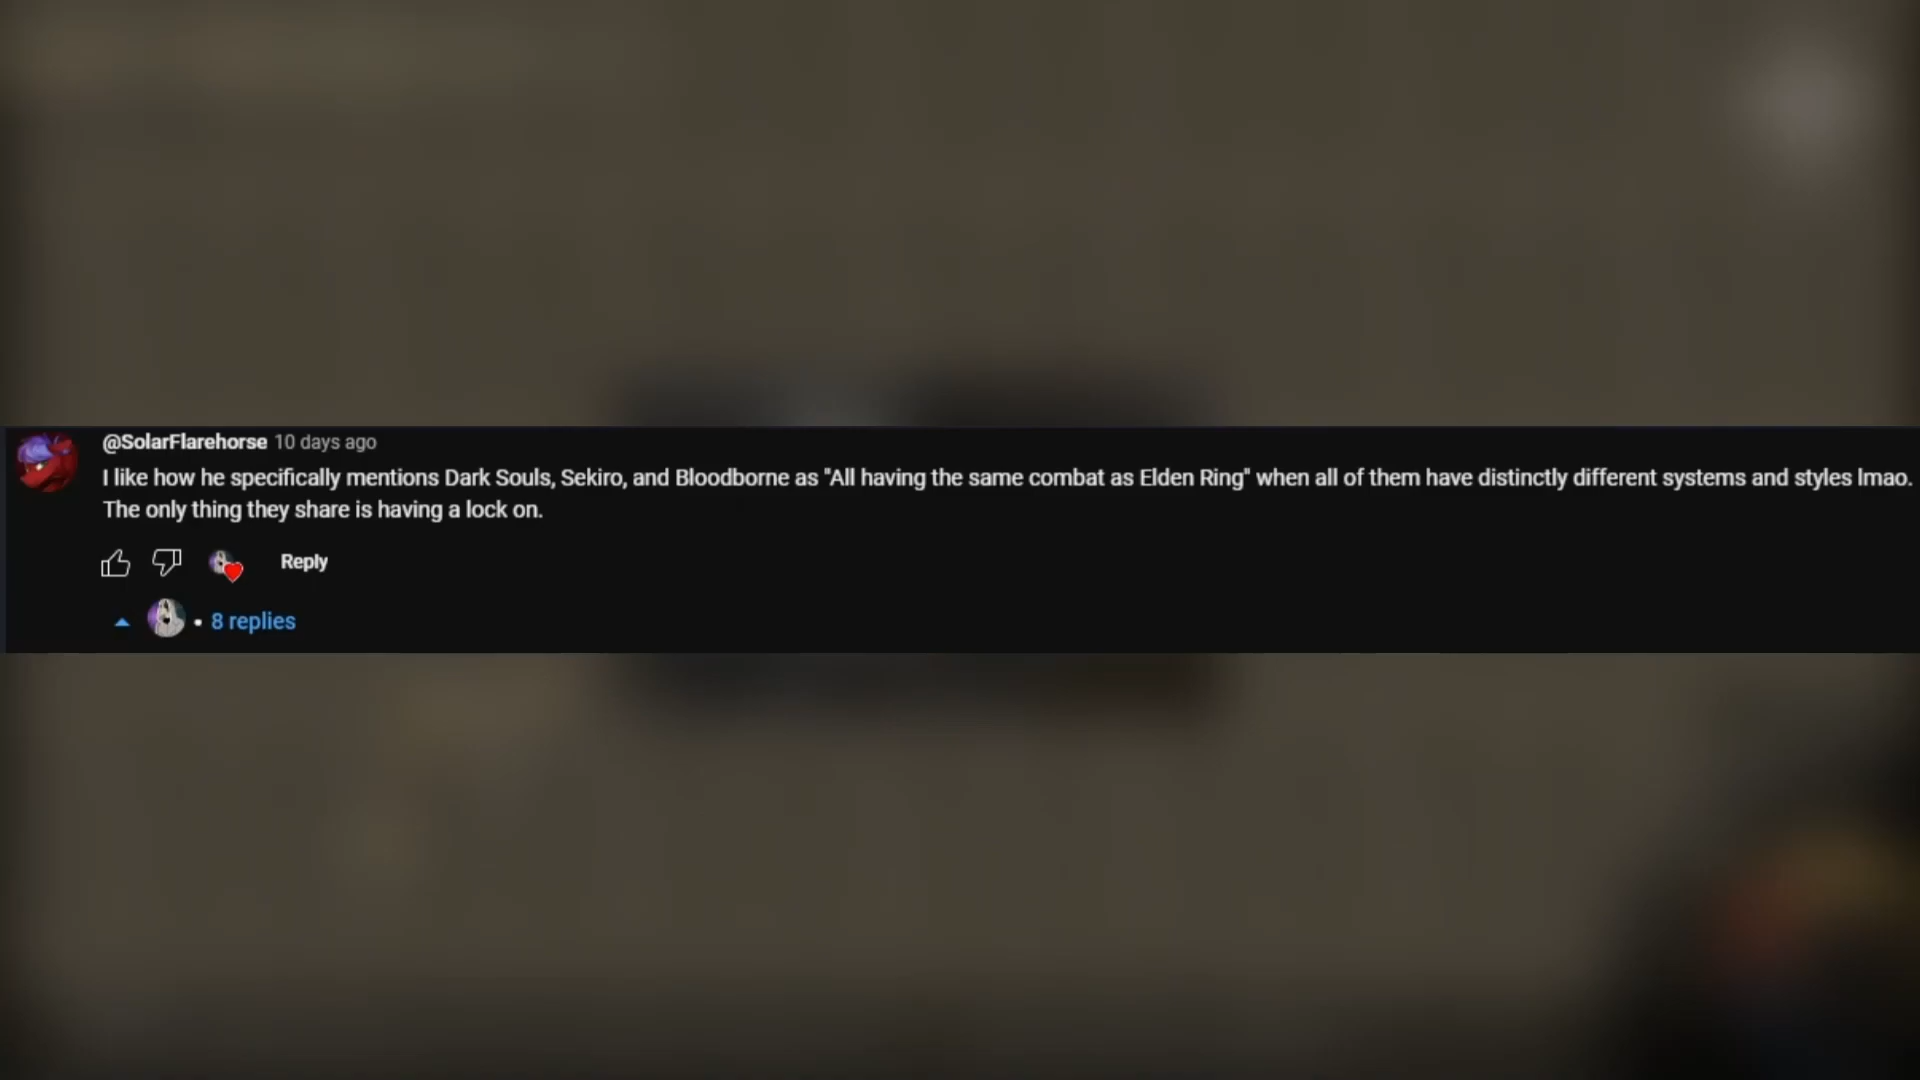 @SolarFlarehorse 10 days ago
I like how he specifically mentions Dark Souls, Sekiro, and Bloodborne as "All having the same combat as Elden Ring" when all of them have distinctly different systems and styles lmao.
The only thing they share is having a lock on.
Reply
• 8 replies